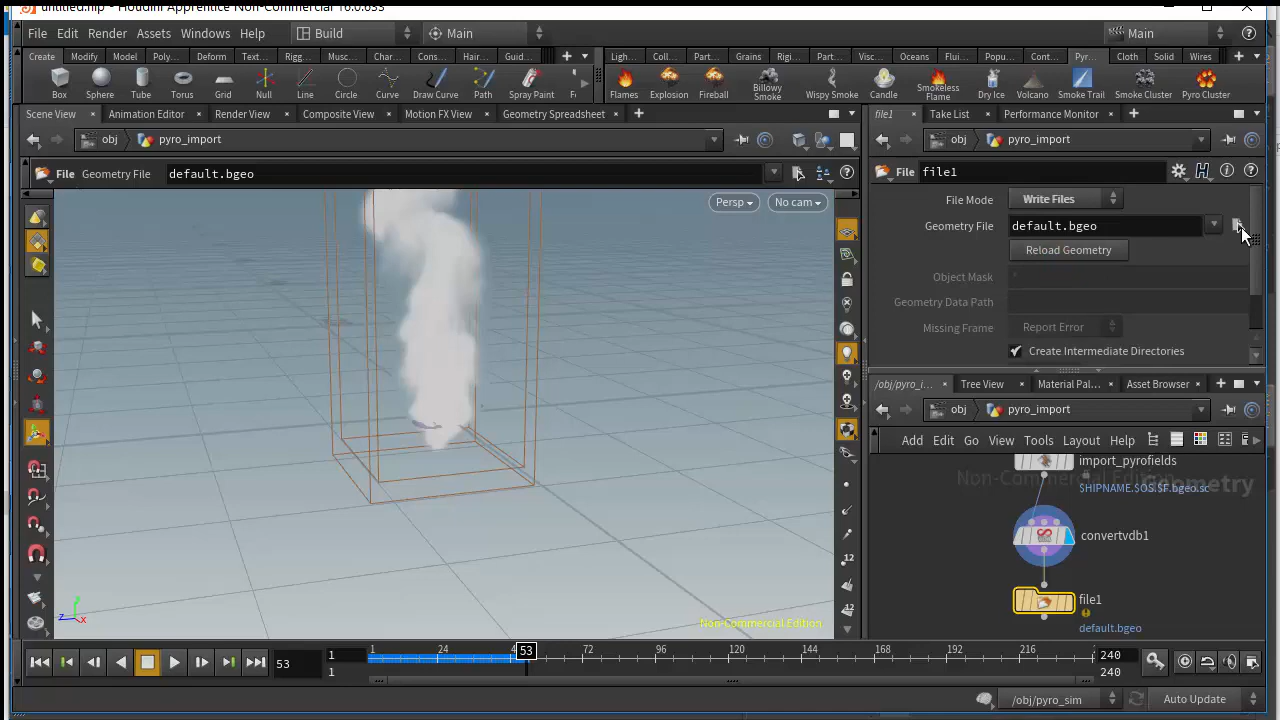 untitled.hip - Houdini Apprentice Non-Commercial 16.0.633
File Edit Render Assets Windows Help Build Main Main
Create Modify Model Poly... Deform Text... Rigg... Musc... Char... Cons... Hair... Guid...
Ligh... Coll... Part... Grains Rigi... Part... Visc... Oceans Flui... Popu... Cont... Pyr... Cloth Solid Wires
Box Sphere Tube Torus Grid Null Line Circle Curve Draw Curve Path Spray Paint
Flames Explosion Fireball Billowy Smoke Wispy Smoke Candle Smokeless Flame Dry Ice Volcano Smoke Trail Smoke Cluster Pyro Cluster
Scene View Animation Editor Render View Composite View Motion FX View Geometry Spreadsheet
file1 Take List Performance Monitor
obj pyro_import
obj pyro_import
File Geometry File default.bgeo
File file1
Persp No cam
File Mode Write Files
Geometry File default.bgeo
Reload Geometry
Object Mask *
Geometry Data Path
Missing Frame Report Error
Create Intermediate Directories
/obj/pyro_i... Tree View Material Pal... Asset Browser
obj pyro_import
Add Edit Go View Tools Layout Help
import_pyrofields
Non-Commercial Edition
Geometry
$HIPNAME.$OS.$F.bgeo.sc
convertvdb1
file1
default.bgeo
12
12
z x
Non-Commercial Edition
53 1 1 24 53 72 96 120 144 168 192 216 240 240
/obj/pyro_sim Auto Update